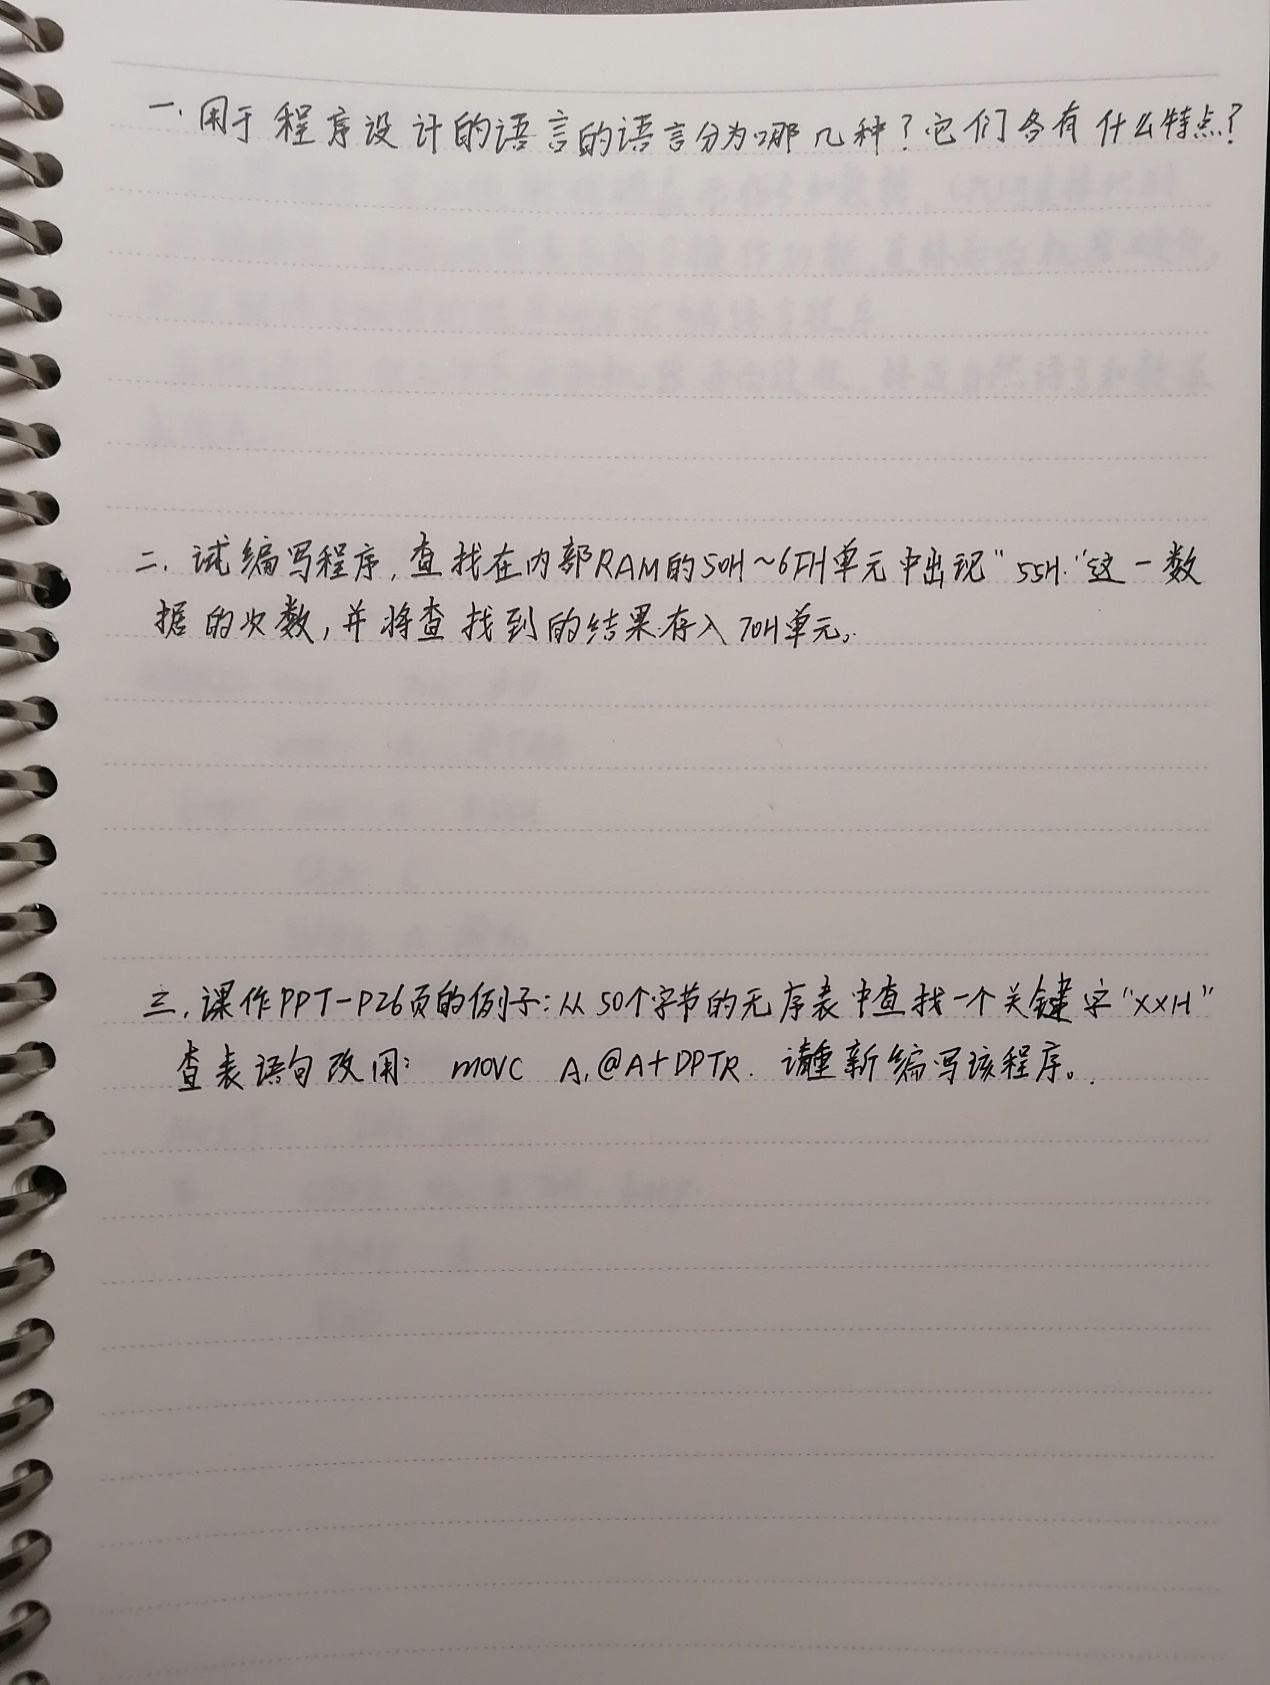 一.用于程序设计的语言的语言分为哪几种？它们各有什么特点？
二.试编写程序,查找在内部RAM的50H~6FH单元中出现"55H."这一数
据的次数,并将查找到的结果存入70H单元。
三.课作PPT-P26页的例子:从50个字节的无序表中查找一个关键字"XXH"
查表语句改用: MOVC A,@A+DPTR. 请重新编写该程序。